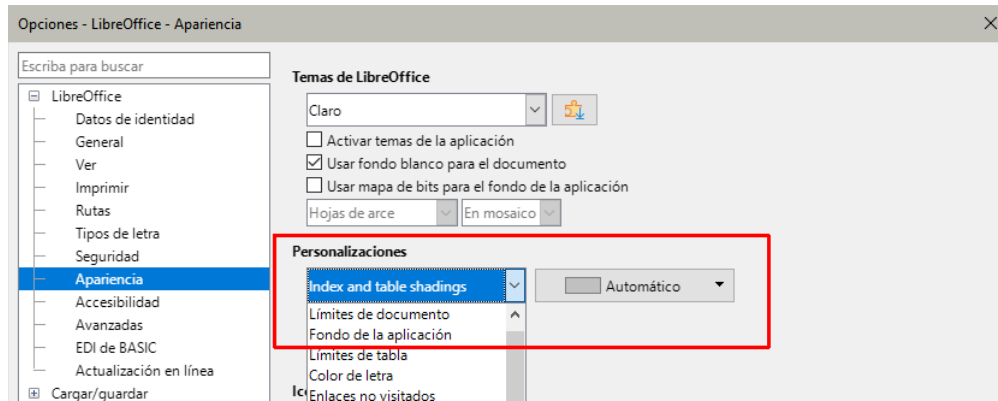 Opciones - LibreOffice - Apariencia
Escriba para buscar
LibreOffice
Datos de identidad
General
Ver
Imprimir
Rutas
Tipos de letra
Seguridad
Apariencia
Accesibilidad
Avanzadas
EDI de BASIC
Actualización en línea
Cargar/guardar
Temas de LibreOffice
Claro
Activar temas de la aplicación
Usar fondo blanco para el documento
Usar mapa de bits para el fondo de la aplicación
Hojas de arce En mosaico
Personalizaciones
Index and table shadings Automático
Límites de documento
Fondo de la aplicación
Límites de tabla
Color de letra
Enlaces no visitados